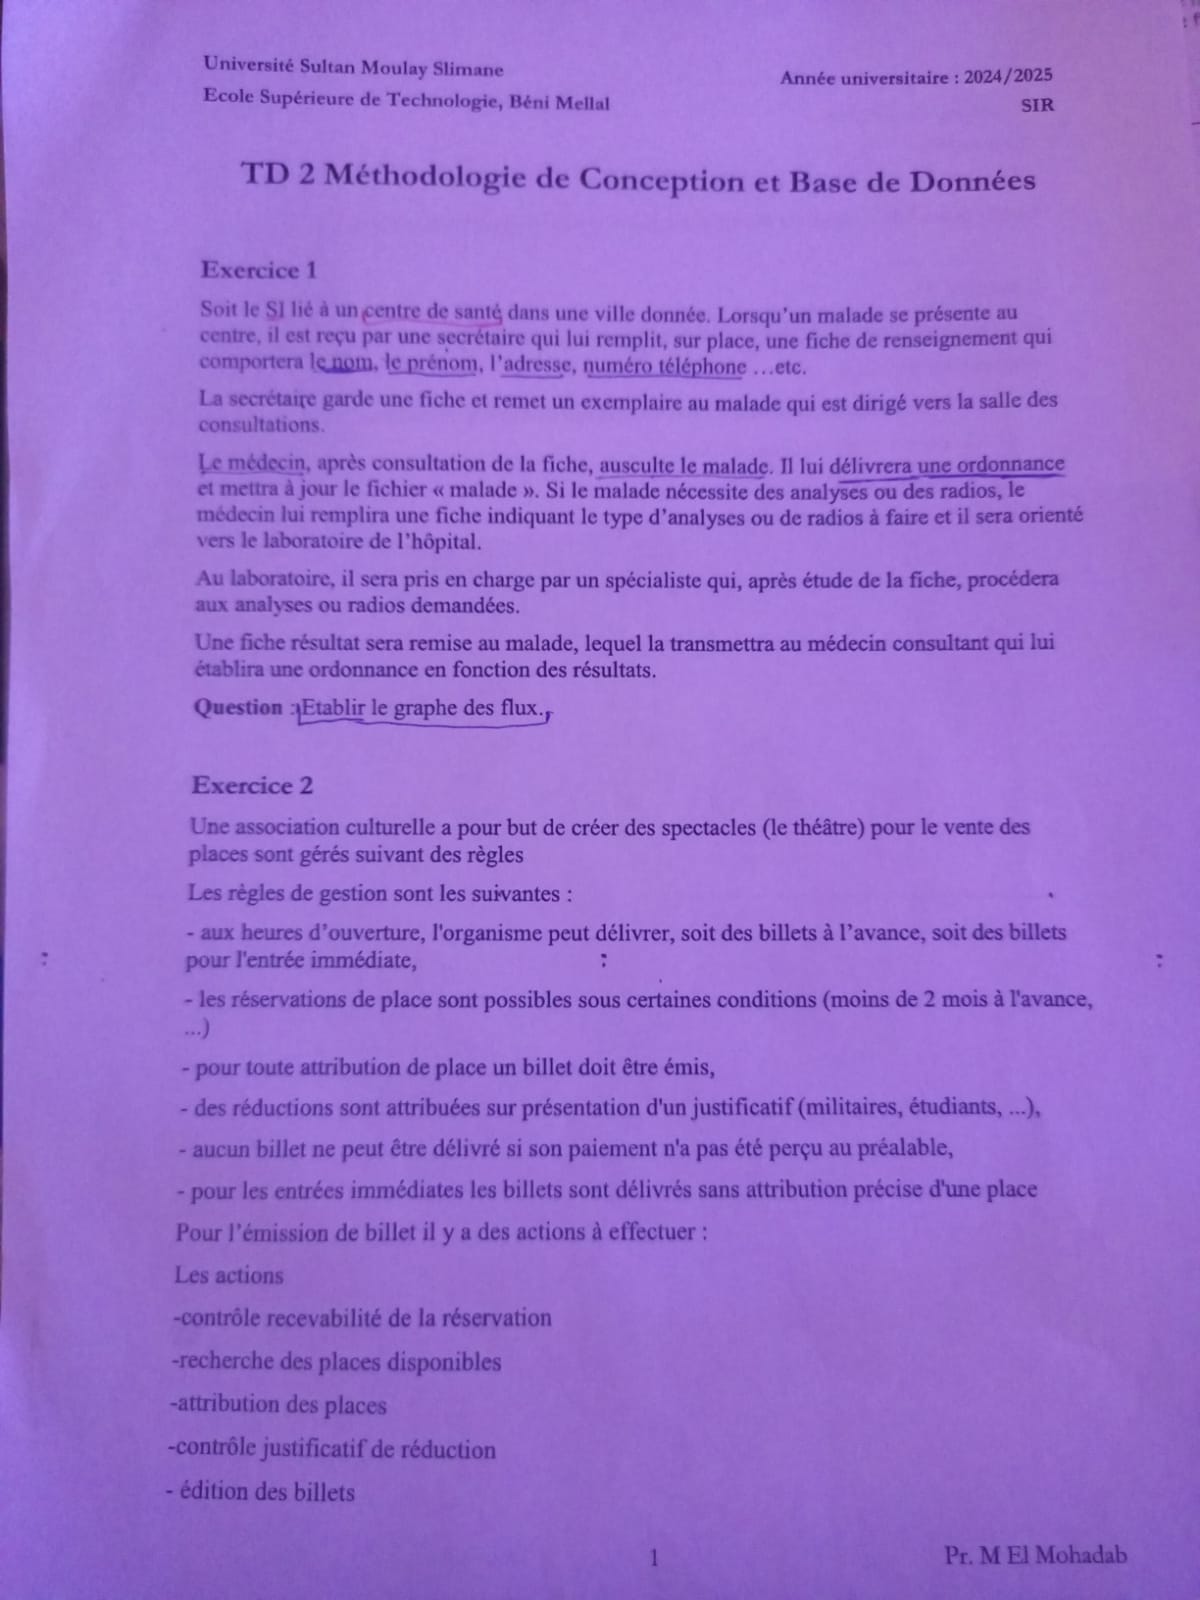 Université Sultan Moulay Slimane
Année universitaire : 2024/2025
Ecole Supérieure de Technologie, Béni Mellal
SIR
TD 2 Méthodologie de Conception et Base de Données
Exercice 1
Soit le SI lié à un centre de santé dans une ville donnée. Lorsqu'un malade se présente au
centre, il est reçu par une secrétaire qui lui remplit, sur place, une fiche de renseignement qui
comportera le nom, le prénom, l'adresse, numéro téléphone …etc.
La secrétaire garde une fiche et remet un exemplaire au malade qui est dirigé vers la salle des
consultations.
Le médecin, après consultation de la fiche, ausculte le malade. Il lui délivrera une ordonnance
et mettra à jour le fichier « malade ». Si le malade nécessite des analyses ou des radios, le
médecin lui remplira une fiche indiquant le type d'analyses ou de radios à faire et il sera orienté
vers le laboratoire de l'hôpital.
Au laboratoire, il sera pris en charge par un spécialiste qui, après étude de la fiche, procédera
aux analyses ou radios demandées.
Une fiche résultat sera remise au malade, lequel la transmettra au médecin consultant qui lui
établira une ordonnance en fonction des résultats.
Question : Etablir le graphe des flux.
Exercice 2
Une association culturelle a pour but de créer des spectacles (le théâtre) pour le vente des
places sont gérés suivant des règles
Les règles de gestion sont les suivantes :
- aux heures d'ouverture, l'organisme peut délivrer, soit des billets à l'avance, soit des billets
pour l'entrée immédiate,
- les réservations de place sont possibles sous certaines conditions (moins de 2 mois à l'avance,
...)
- pour toute attribution de place un billet doit être émis,
- des réductions sont attribuées sur présentation d'un justificatif (militaires, étudiants, ...),
- aucun billet ne peut être délivré si son paiement n'a pas été perçu au préalable,
- pour les entrées immédiates les billets sont délivrés sans attribution précise d'une place
Pour l'émission de billet il y a des actions à effectuer :
Les actions
-contrôle recevabilité de la réservation
-recherche des places disponibles
-attribution des places
-contrôle justificatif de réduction
- édition des billets
1
Pr. M El Mohadab